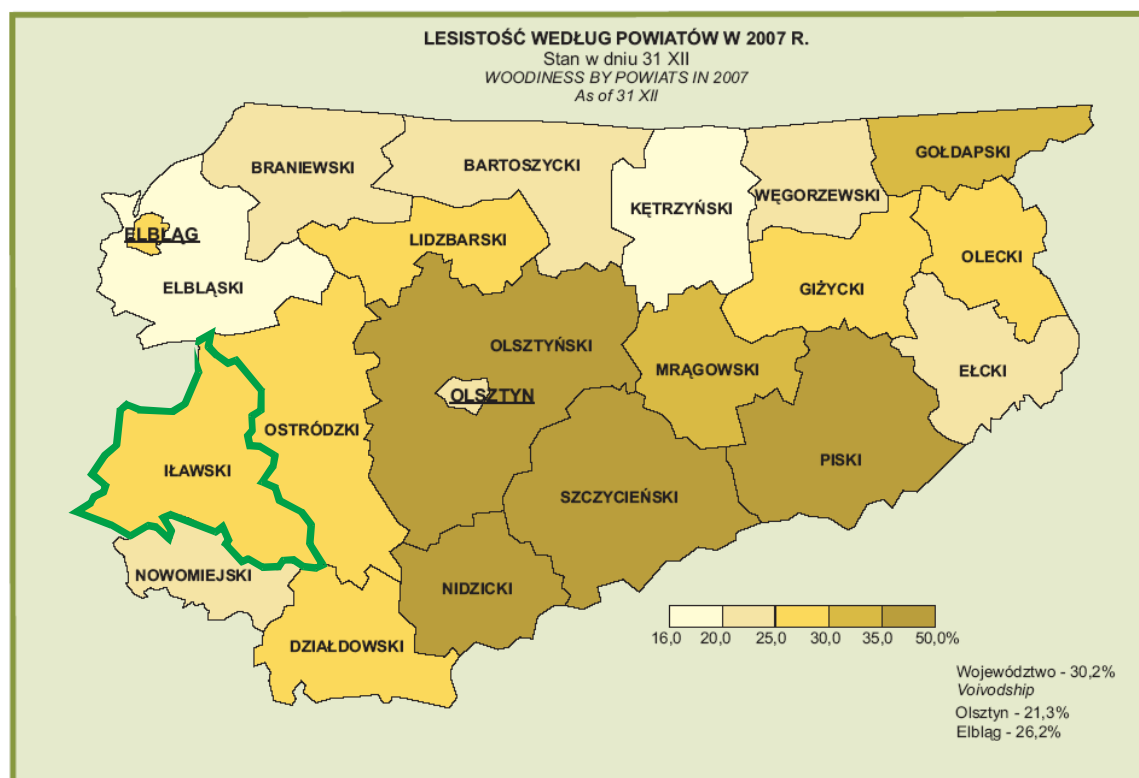 LESISTOŚĆ WEDŁUG POWIATÓW W 2007 R.
Stan w dniu 31 XII
WOODINESS BY POWIATS IN 2007
As of 31 XII
GOŁDAPSKI
BRANIEWSKI
BARTOSZYCKI
WĘGORZEWSKI
KĘTRZYŃSKI
ELBLĄG
LIDZBARSKI
OLECKI
ELBLĄSKI
GIŻYCKI
OLSZTYŃSKI
MRĄGOWSKI
EŁCKI
OLSZTYN
OSTRÓDZKI
PISKI
IŁAWSKI
SZCZYCIEŃSKI
NOWOMIEJSKI
NIDZICKI
DZIAŁDOWSKI
16,0 20,0 25,0 30,0 35,0 50,0%
Województwo - 30,2%
Voivodship
Olsztyn - 21,3%
Elbląg - 26,2%